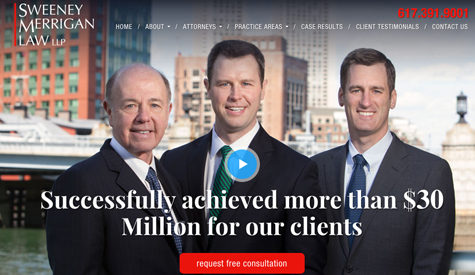 SWEENEY
MERRIGAN
LAW LLP
617.391.9001
HOME / ABOUT / ATTORNEYS / PRACTICE AREAS / CASE RESULTS / CLIENT TESTIMONIALS / CONTACT US
Successfully achieved more than $30
Million for our clients
request free consultation